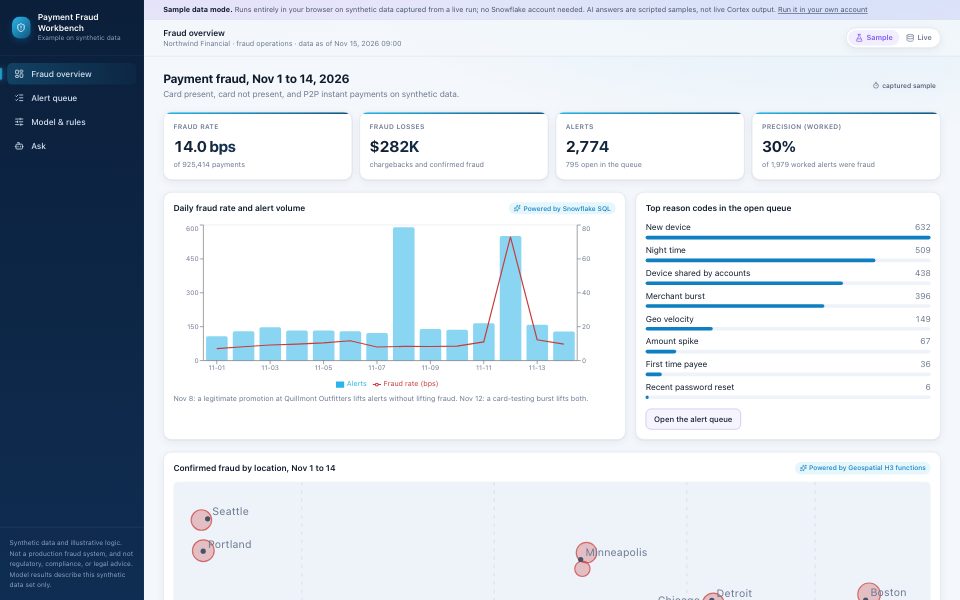 Payment Fraud
Workbench
Example on synthetic data
Fraud overview
Alert queue
Model & rules
Ask
Synthetic data and illustrative logic.
Not a production fraud system, and not
regulatory, compliance, or legal advice.
Model results describe this synthetic
data set only.
Sample data mode. Runs entirely in your browser on synthetic data captured from a live run; no Snowflake account needed. AI answers are scripted samples, not live Cortex output. Run it in your own account
Fraud overview
Northwind Financial · fraud operations · data as of Nov 15, 2026 09:00
Sample
Live
Payment fraud, Nov 1 to 14, 2026
Card present, card not present, and P2P instant payments on synthetic data.
captured sample
FRAUD RATE
14.0 bps
of 925,414 payments
FRAUD LOSSES
$282K
chargebacks and confirmed fraud
ALERTS
2,774
795 open in the queue
PRECISION (WORKED)
30%
of 1,979 worked alerts were fraud
Daily fraud rate and alert volume
Powered by Snowflake SQL
600
450
300
150
0
80
60
40
20
0
11-01
11-03
11-05
11-07
11-09
11-11
11-13
Alerts
Fraud rate (bps)
Nov 8: a legitimate promotion at Quillmont Outfitters lifts alerts without lifting fraud. Nov 12: a card-testing burst lifts both.
Top reason codes in the open queue
New device 632
Night time 509
Device shared by accounts 438
Merchant burst 396
Geo velocity 149
Amount spike 67
First time payee 36
Recent password reset 6
Open the alert queue
Confirmed fraud by location, Nov 1 to 14
Powered by Geospatial H3 functions
Seattle
Portland
Minneapolis
Chicago
Detroit
Boston